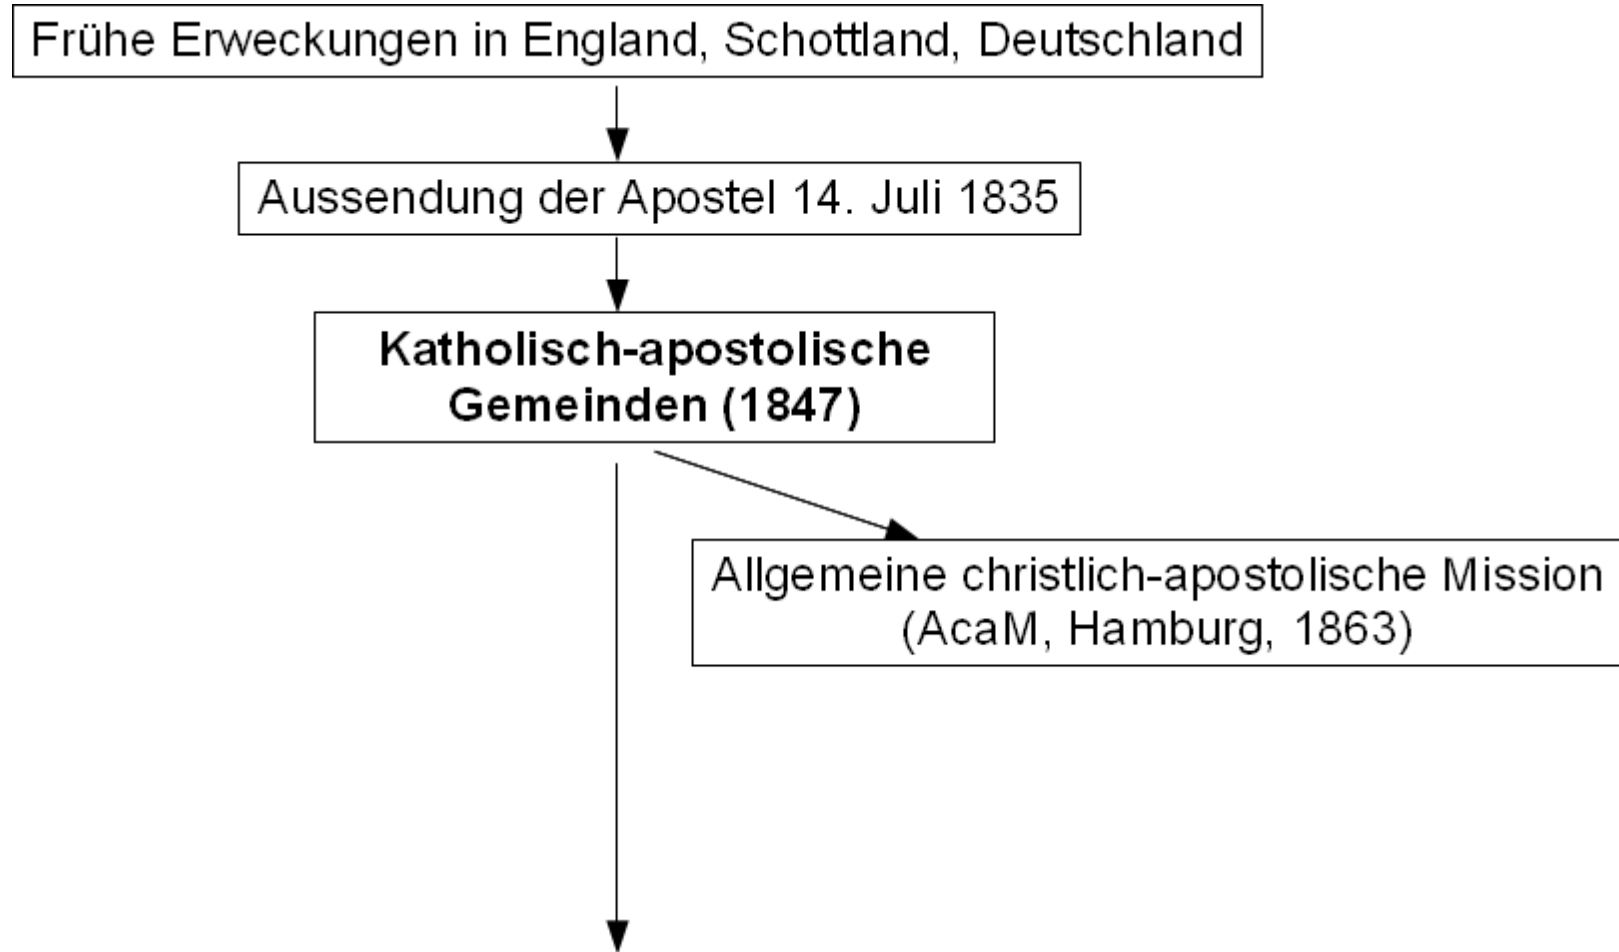 Frühe Erweckungen in England, Schottland, Deutschland
Aussendung der Apostel 14. Juli 1835
Katholisch-apostolische
Gemeinden (1847)
Allgemeine christlich-apostolische Mission
(AcaM, Hamburg, 1863)